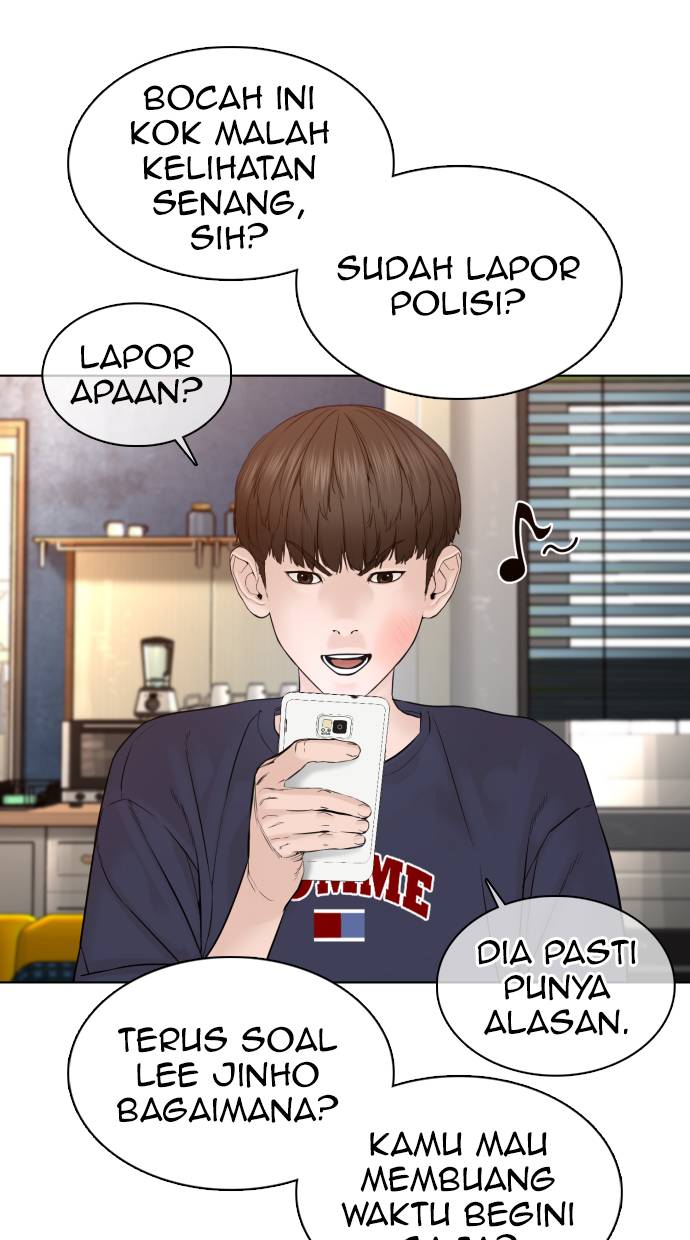 BOCAH INI
KOK MALAH
KELIHATAN
SENANG,
SIH?
SUDAH LAPOR
POLISI?
LAPOR
APAAN?
DIA PASTI
PUNYA
ALASAN.
TERUS SOAL
LEE JINHO
BAGAIMANA?
KAMU MAU
MEMBUANG
WAKTU BEGINI